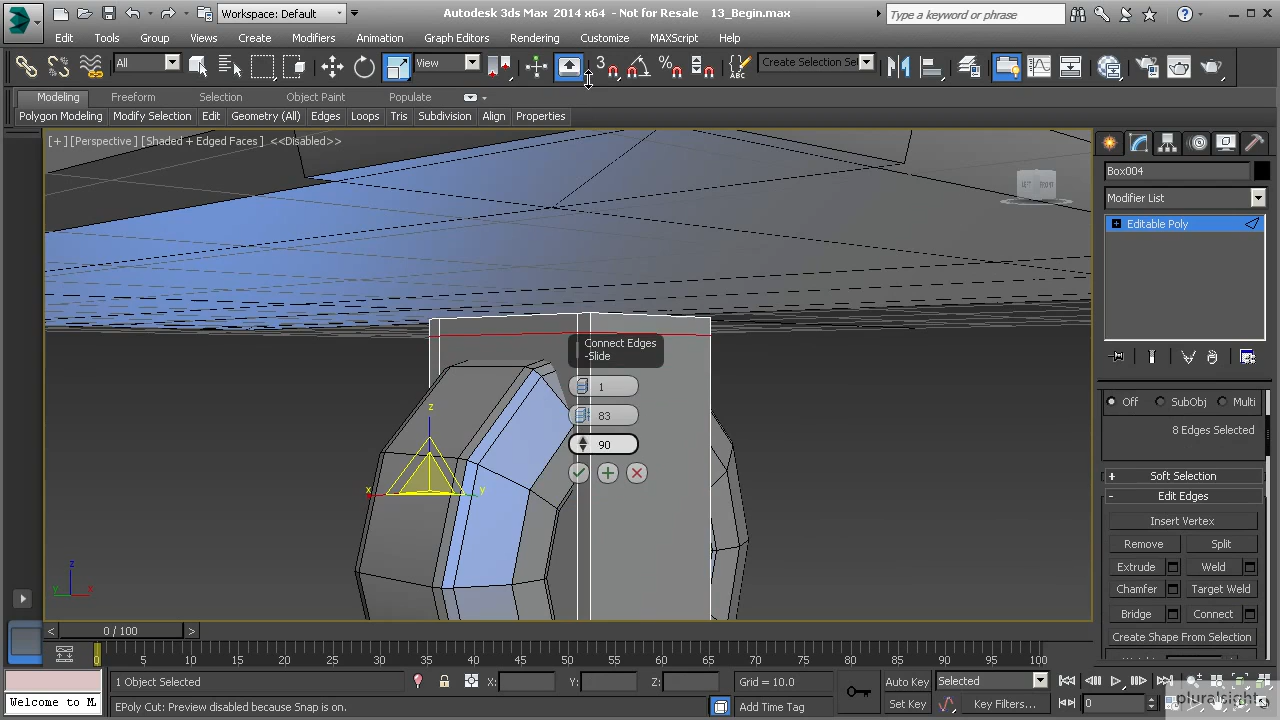 Workspace: Default
Autodesk 3ds Max 2014 x64 - Not for Resale 13_Begin.max
Type a keyword or phrase
Edit Tools Group Views Create Modifiers Animation Graph Editors Rendering Customize MAXScript Help
All View Create Selection Se
Modeling Freeform Selection Object Paint Populate
Polygon Modeling Modify Selection Edit Geometry (All) Edges Loops Tris Subdivision Align Properties
[+] [Perspective] [Shaded + Edged Faces] <<Disabled>>
Box004
Modifier List
Editable Poly
LEFT FRONT
Connect Edges
-Slide
1
83
90
z
x y
Off SubObj Multi
8 Edges Selected
+ Soft Selection
- Edit Edges
Insert Vertex
Remove Split
Extrude Weld
Chamfer Target Weld
Bridge Connect
Create Shape From Selection
z
y x
< 0 / 100 >
0 5 10 15 20 25 30 35 40 45 50 55 60 65 70 75 80 85 90 95 100
1 Object Selected X: Y: Z: Grid = 10.0 Auto Key Selected
Welcome to M EPoly Cut: Preview disabled because Snap is on. Add Time Tag Set Key Key Filters... 0
pluralsight